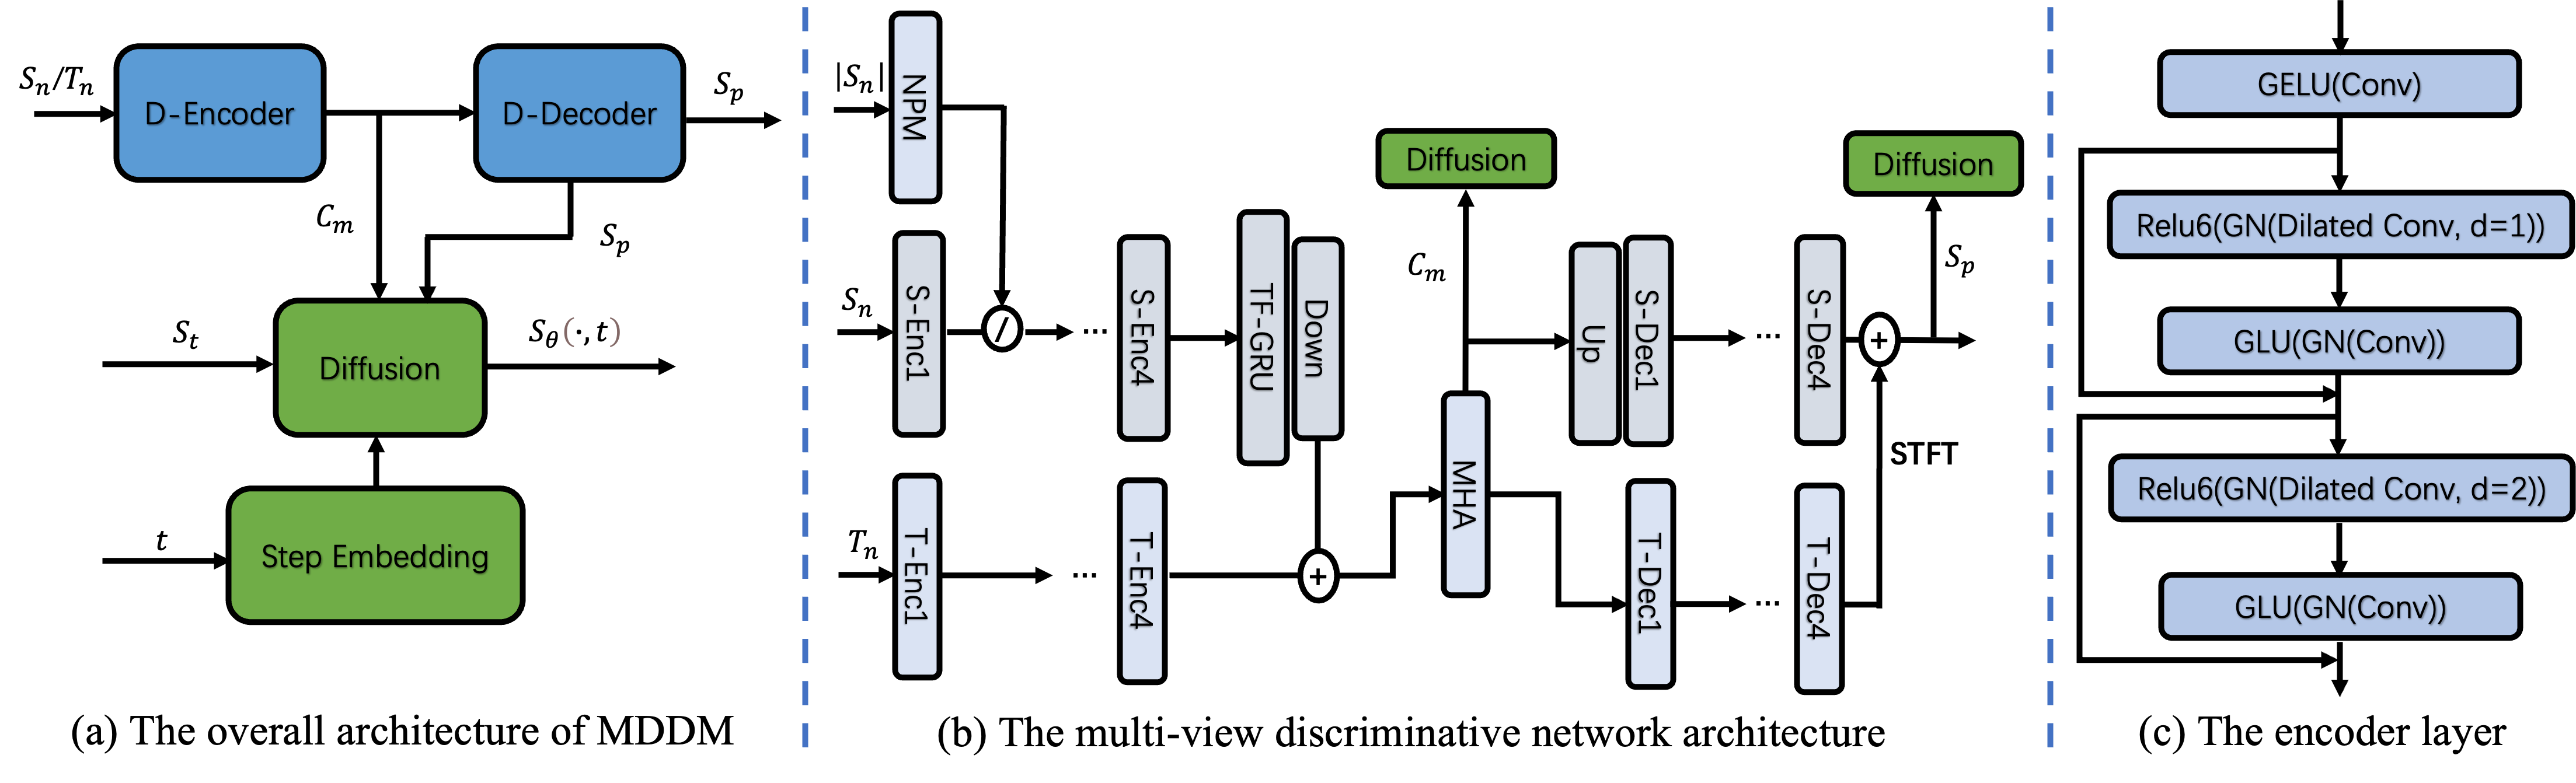 S_n/T_n
D-Encoder
D-Decoder
S_p
C_m
S_p
S_t
Diffusion
S_θ(·, t)
t
Step Embedding
(a) The overall architecture of MDDM
|S_n|
NPM
S_n
S-Enc1
/
...
S-Enc4
TF-GRU
Down
T_n
T-Enc1
...
T-Enc4
+
MHA
C_m
Diffusion
Up
S-Dec1
...
S-Dec4
+
S_p
Diffusion
STFT
T-Dec1
...
T-Dec4
(b) The multi-view discriminative network architecture
GELU(Conv)
Relu6(GN(Dilated Conv, d=1))
GLU(GN(Conv))
Relu6(GN(Dilated Conv, d=2))
GLU(GN(Conv))
(c) The encoder layer